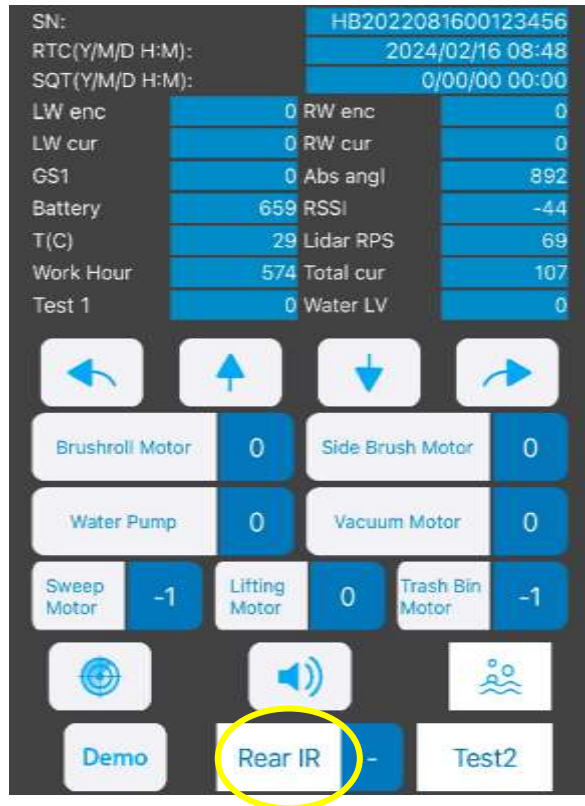 SN: HB2022081600123456
RTC(Y/M/D H:M): 2024/02/16 08:48
SQT(Y/M/D H:M): 0/00/00 00:00
LW enc 0 RW enc 0
LW cur 0 RW cur 0
GS1 0 Abs angl 892
Battery 659 RSSI -44
T(C) 29 Lidar RPS 69
Work Hour 574 Total cur 107
Test 1 0 Water LV 0
Brushroll Motor 0 Side Brush Motor 0
Water Pump 0 Vacuum Motor 0
Sweep Motor -1 Lifting Motor 0 Trash Bin Motor -1
Demo Rear IR - Test2